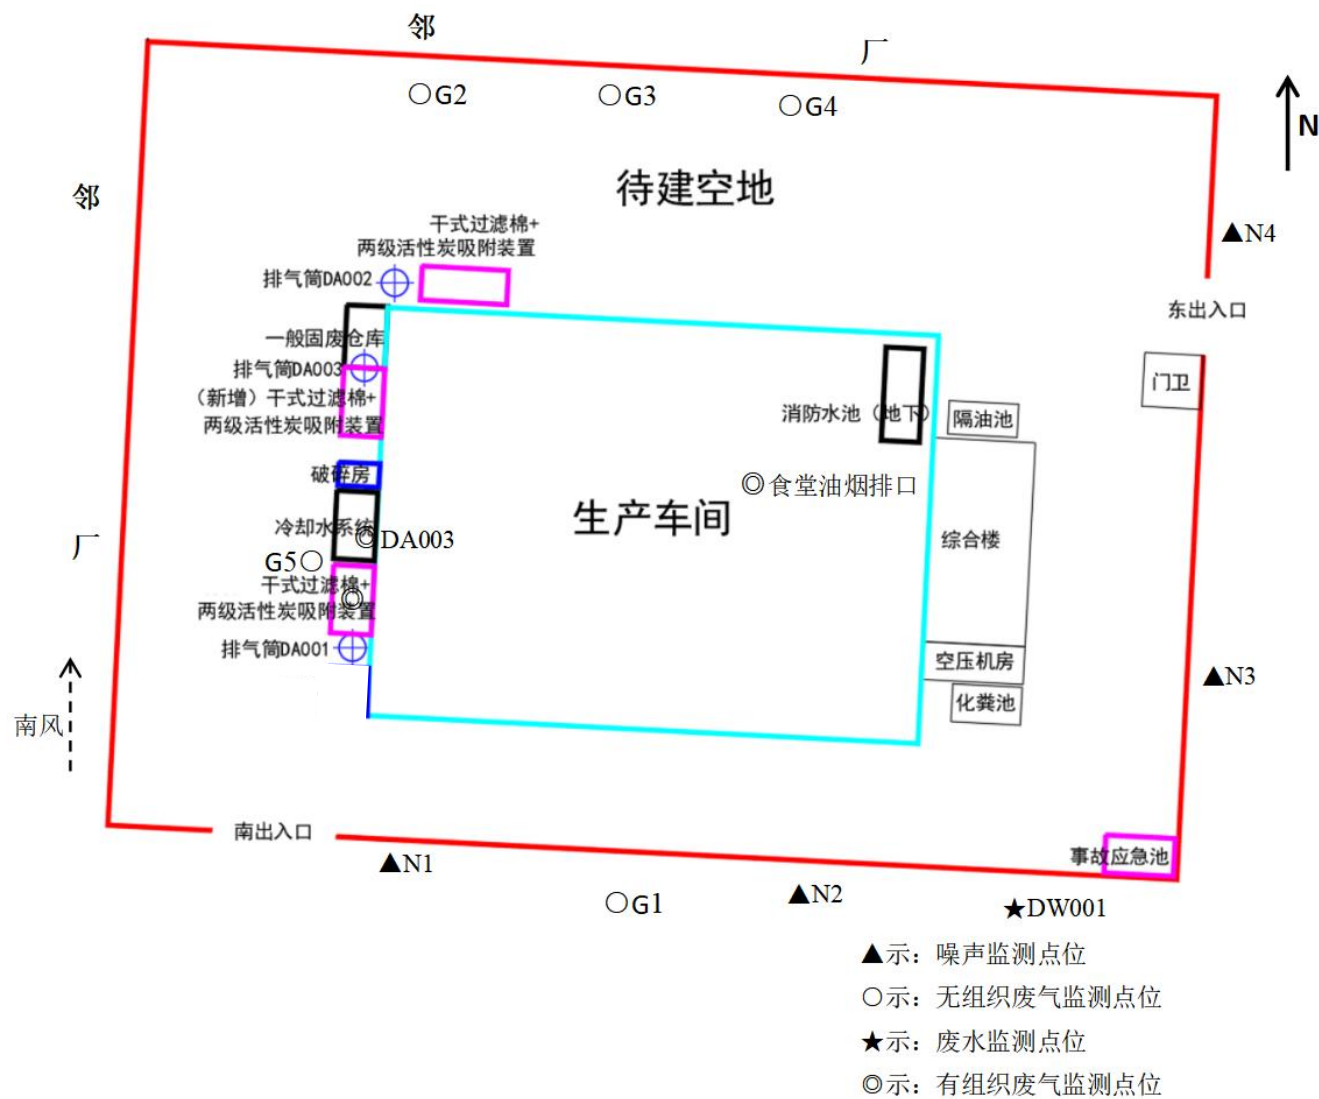 邻
厂
○G2
○G3
○G4
N
邻
待建空地
干式过滤棉+
两级活性炭吸附装置
▲N4
排气筒DA002
东出入口
一般固废仓库
排气筒DA003
门卫
（新增）干式过滤棉+
两级活性炭吸附装置
消防水池（地下）
隔油池
破碎房
◎食堂油烟排口
生产车间
冷却水系统
◎DA003
综合楼
厂
G5○
干式过滤棉+
两级活性炭吸附装置
◎
排气筒DA001
空压机房
▲N3
化粪池
南风
南出入口
事故应急池
▲N1
▲N2
○G1
★DW001
▲示：噪声监测点位
○示：无组织废气监测点位
★示：废水监测点位
◎示：有组织废气监测点位